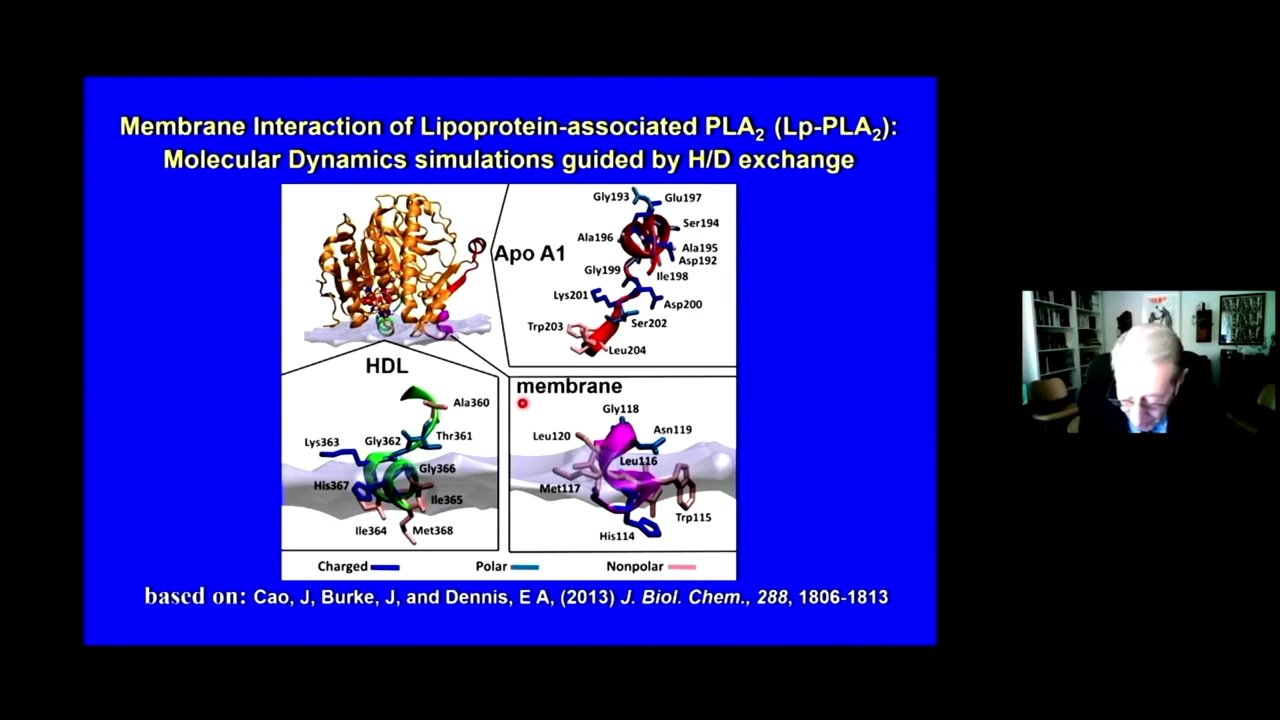 Membrane Interaction of Lipoprotein-associated PLA2 (Lp-PLA2):
Molecular Dynamics simulations guided by H/D exchange
Apo A1
Gly193
Glu197
Ser194
Ala196
Ala195
Asp192
Gly199
Ile198
Lys201
Asp200
Ser202
Trp203
Leu204
HDL
Ala360
Lys363
Gly362
Thr361
Gly366
His367
Ile365
Ile364
Met368
membrane
Gly118
Leu120
Asn119
Leu116
Met117
Trp115
His114
Charged
Polar
Nonpolar
based on: Cao, J, Burke, J, and Dennis, E A, (2013) J. Biol. Chem., 288, 1806-1813